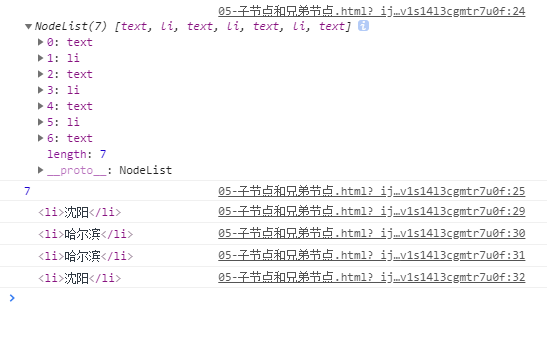 05-子节点和兄弟节点.html? ij…v1s14l3cgmtr7u0f:24
NodeList(7) [text, li, text, li, text, li, text]
0: text
1: li
2: text
3: li
4: text
5: li
6: text
length: 7
__proto__: NodeList
7 05-子节点和兄弟节点.html? ij…v1s14l3cgmtr7u0f:25
<li>沈阳</li> 05-子节点和兄弟节点.html? ij…v1s14l3cgmtr7u0f:29
<li>哈尔滨</li> 05-子节点和兄弟节点.html? ij…v1s14l3cgmtr7u0f:30
<li>哈尔滨</li> 05-子节点和兄弟节点.html? ij…v1s14l3cgmtr7u0f:31
<li>沈阳</li> 05-子节点和兄弟节点.html? ij…v1s14l3cgmtr7u0f:32